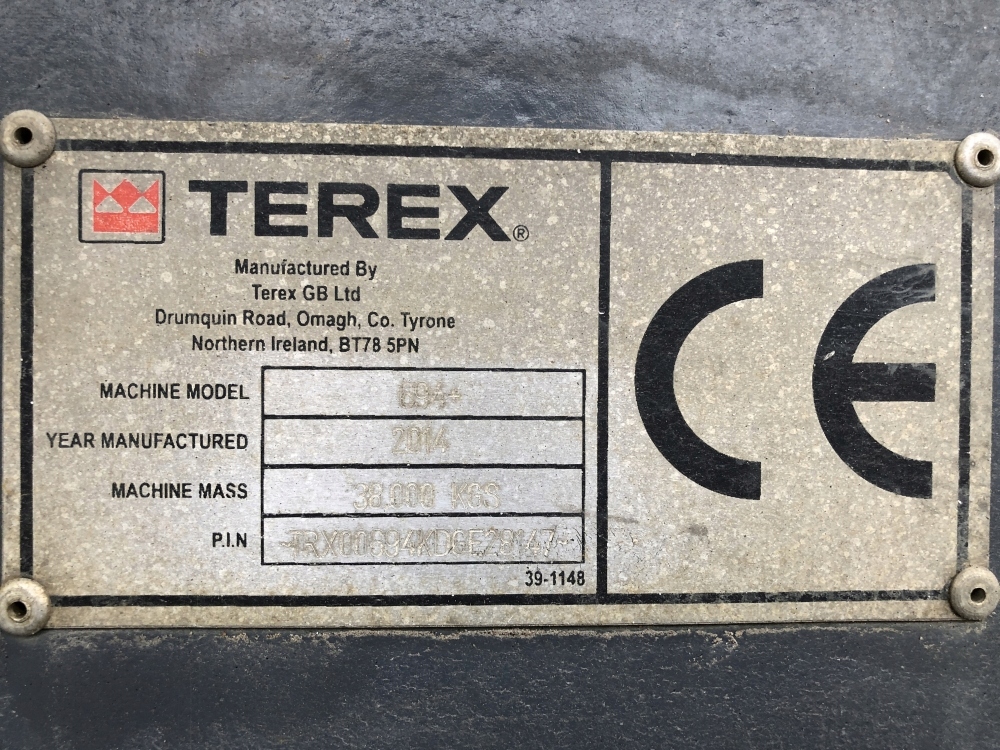 TEREX®
Manufactured By
Terex GB Ltd
Drumquin Road, Omagh, Co. Tyrone
Northern Ireland, BT78 5PN
MACHINE MODEL 694+
YEAR MANUFACTURED 2014
MACHINE MASS 38.000 KGS
P.I.N
39-1148
CE